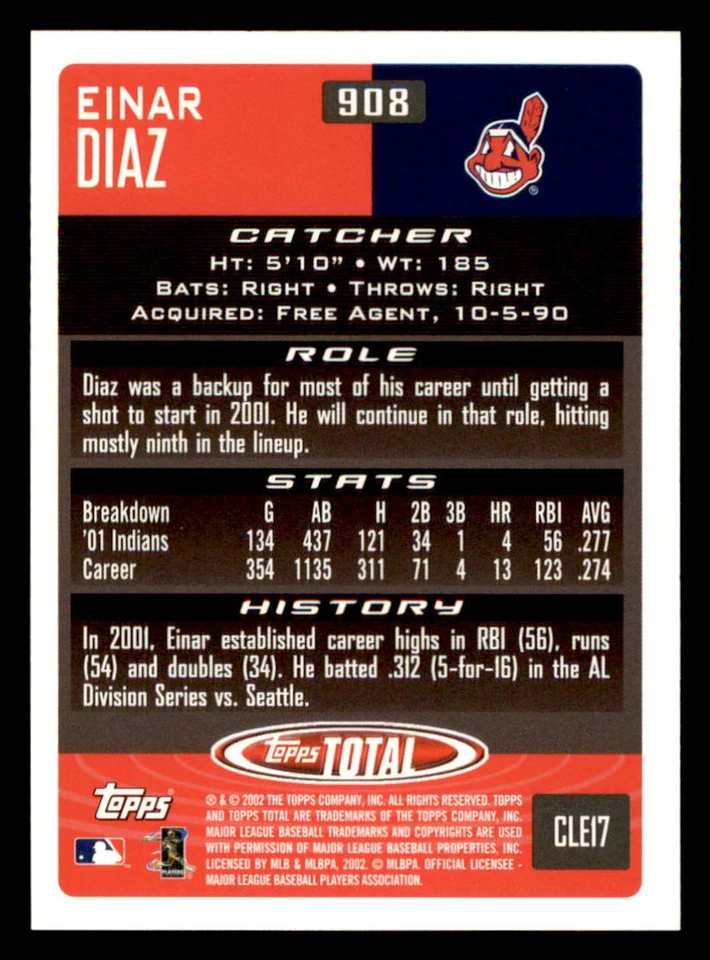 EINAR
DIAZ
908
®
CATCHER
HT: 5'10" • WT: 185
BATS: RIGHT • THROWS: RIGHT
ACQUIRED: FREE AGENT, 10-5-90
ROLE
Diaz was a backup for most of his career until getting a
shot to start in 2001. He will continue in that role, hitting
mostly ninth in the lineup.
STATS
Breakdown G AB H 2B 3B HR RBI AVG
'01 Indians 134 437 121 34 1 4 56 .277
Career 354 1135 311 71 4 13 123 .274
HISTORY
In 2001, Einar established career highs in RBI (56), runs
(54) and doubles (34). He batted .312 (5-for-16) in the AL
Division Series vs. Seattle.
Topps TOTAL
Topps®
® & © 2002 THE TOPPS COMPANY, INC. ALL RIGHTS RESERVED. TOPPS
AND TOPPS TOTAL ARE TRADEMARKS OF THE TOPPS COMPANY, INC.
MAJOR LEAGUE BASEBALL TRADEMARKS AND COPYRIGHTS ARE USED
WITH PERMISSION OF MAJOR LEAGUE BASEBALL PROPERTIES, INC.
LICENSED BY MLB & MLBPA, 2002. © MLBPA. OFFICIAL LICENSEE -
MAJOR LEAGUE BASEBALL PLAYERS ASSOCIATION.
PLAYERS
CLE17